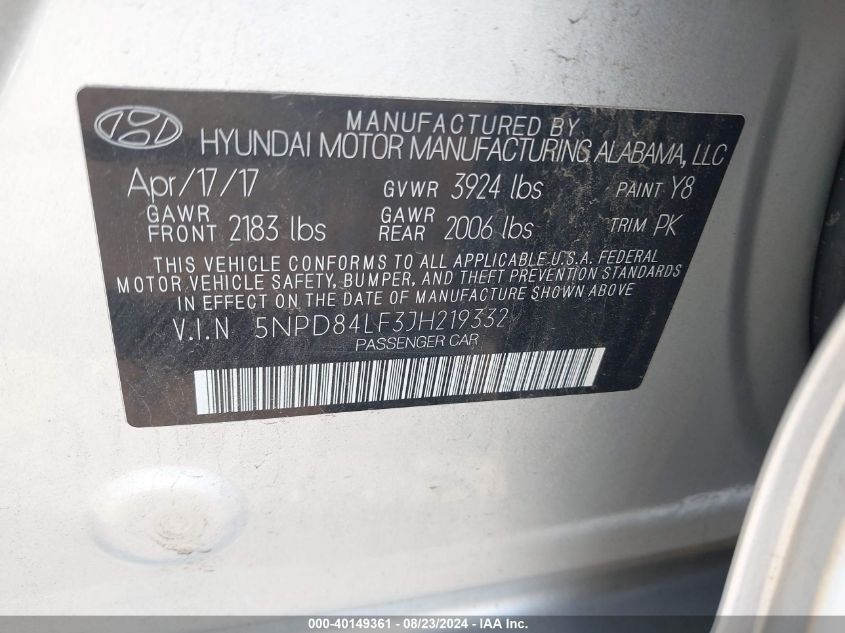 MANUFACTURED BY
HYUNDAI MOTOR MANUFACTURING ALABAMA, LLC
Apr/17/17 GVWR 3924 lbs PAINT Y8
GAWR FRONT 2183 lbs GAWR REAR 2006 lbs TRIM PK
THIS VEHICLE CONFORMS TO ALL APPLICABLE U.S.A. FEDERAL
MOTOR VEHICLE SAFETY, BUMPER, AND THEFT PREVENTION STANDARDS
IN EFFECT ON THE DATE OF MANUFACTURE SHOWN ABOVE
V.I.N 5NPD84LF3JH219332
PASSENGER CAR
000-40149361 - 08/23/2024 - IAAI.Com, Inc.